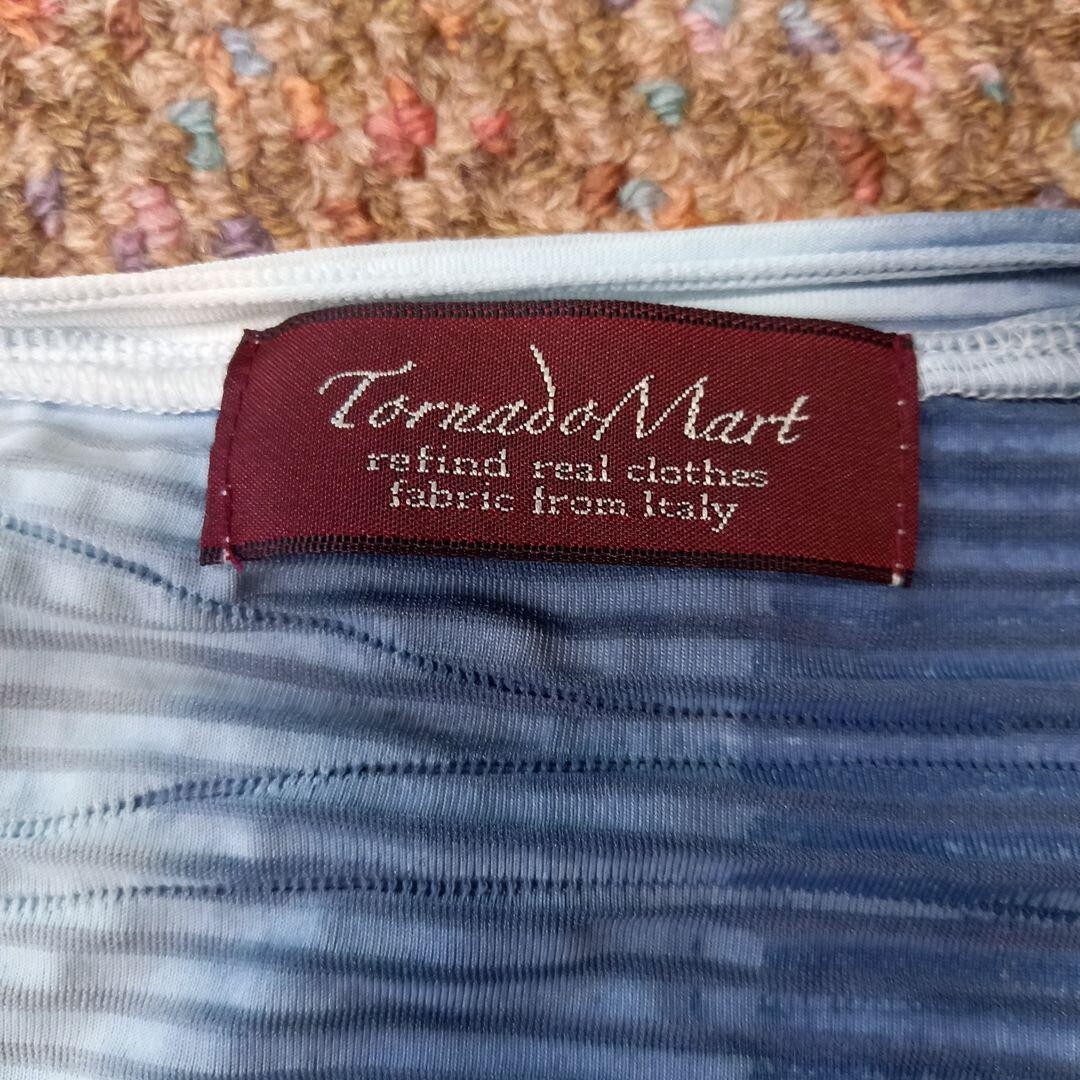 TornadoMart
refind real clothes
fabric from Italy